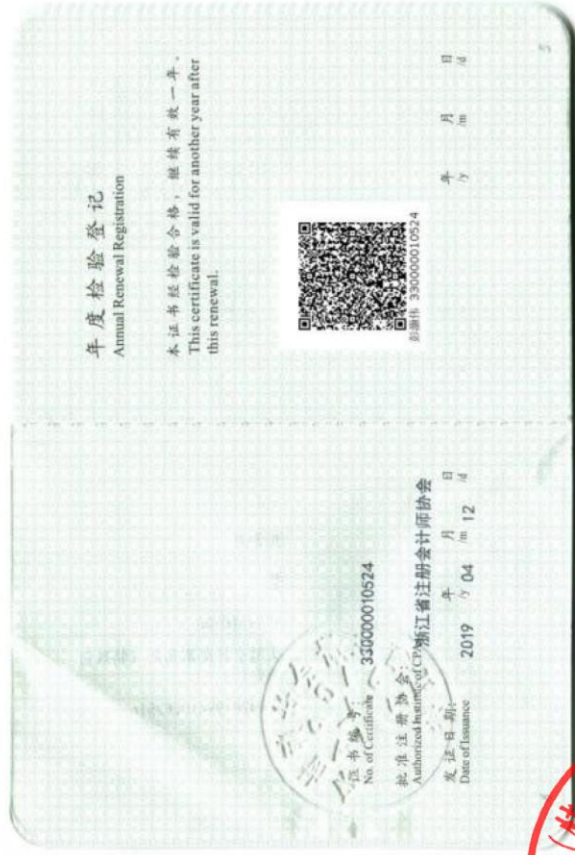 年度检验登记
Annual Renewal Registration
本证书经检验合格，继续有效一年。
This certificate is valid for another year after
this renewal.
330000010524
年 月 日
/y /m /d
5
证书编号：
No. of Certificate
330000010524
批准注册协会：
Authorized Institute of CPAs
浙江省注册会计师协会
发证日期：
Date of Issuance
2019 年 04 月 12 日
/y /m /d